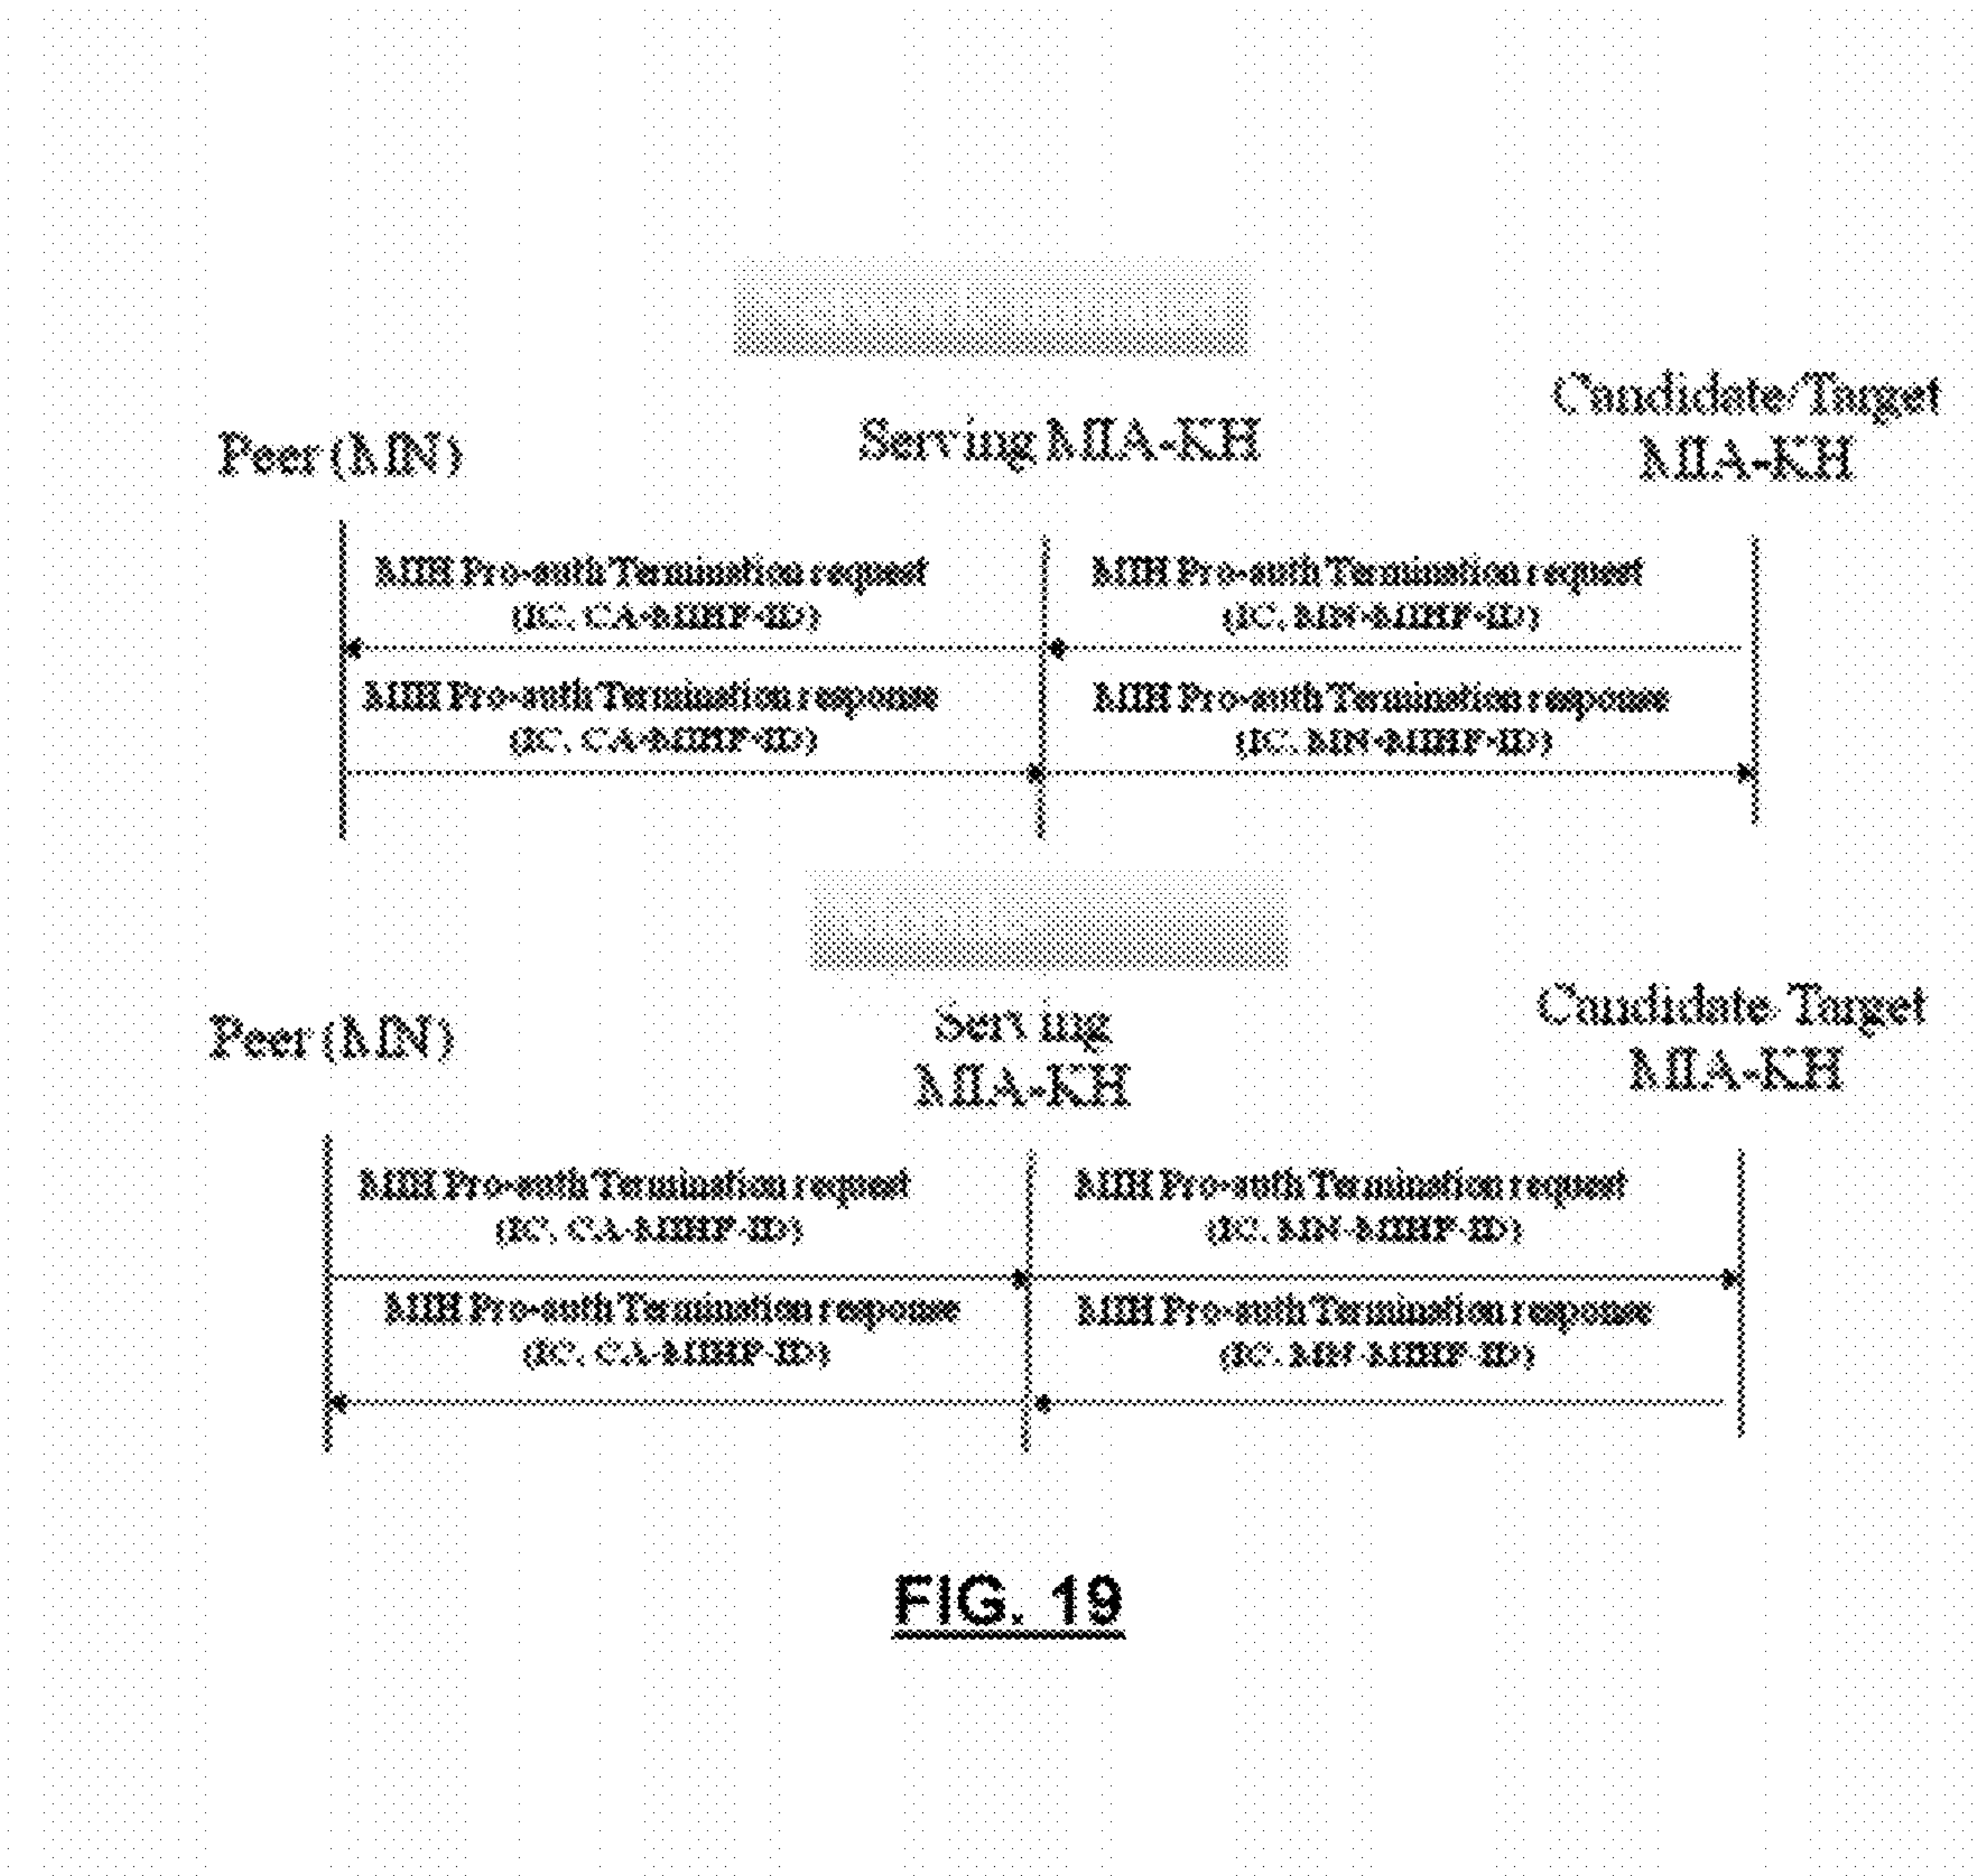 Candidate/Target
Peer (MN)
Serving MIA-KH
MIA-KH
MIH Pro-auth Termination request
(IC, CA-MIHF-ID)
MIH Pro-auth Termination request
(IC, MN-MIHF-ID)
MIH Pro-auth Termination response
(IC, CA-MIHF-ID)
MIH Pro-auth Termination response
(IC, MN-MIHF-ID)
Candidate/Target
Peer (MN)
Serving
MIA-KH
MIA-KH
MIH Pro-auth Termination request
(IC, CA-MIHF-ID)
MIH Pro-auth Termination request
(IC, MN-MIHF-ID)
MIH Pro-auth Termination response
(IC, CA-MIHF-ID)
MIH Pro-auth Termination response
(IC, MN-MIHF-ID)
FIG. 19